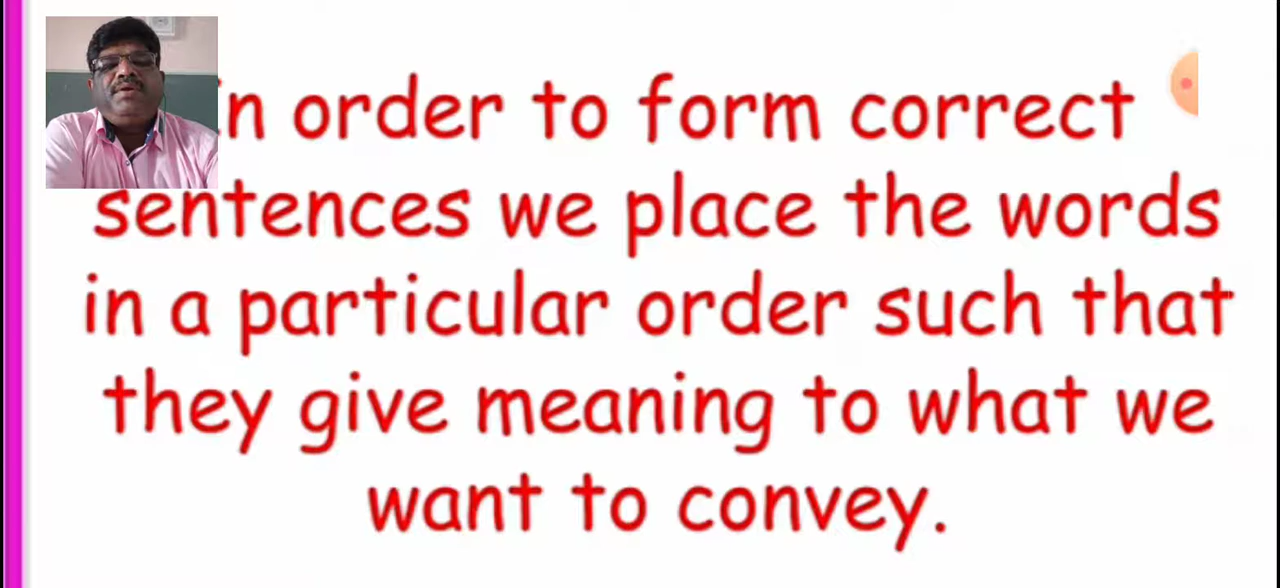 in order to form correct
sentences we place the words
in a particular order such that
they give meaning to what we
want to convey.